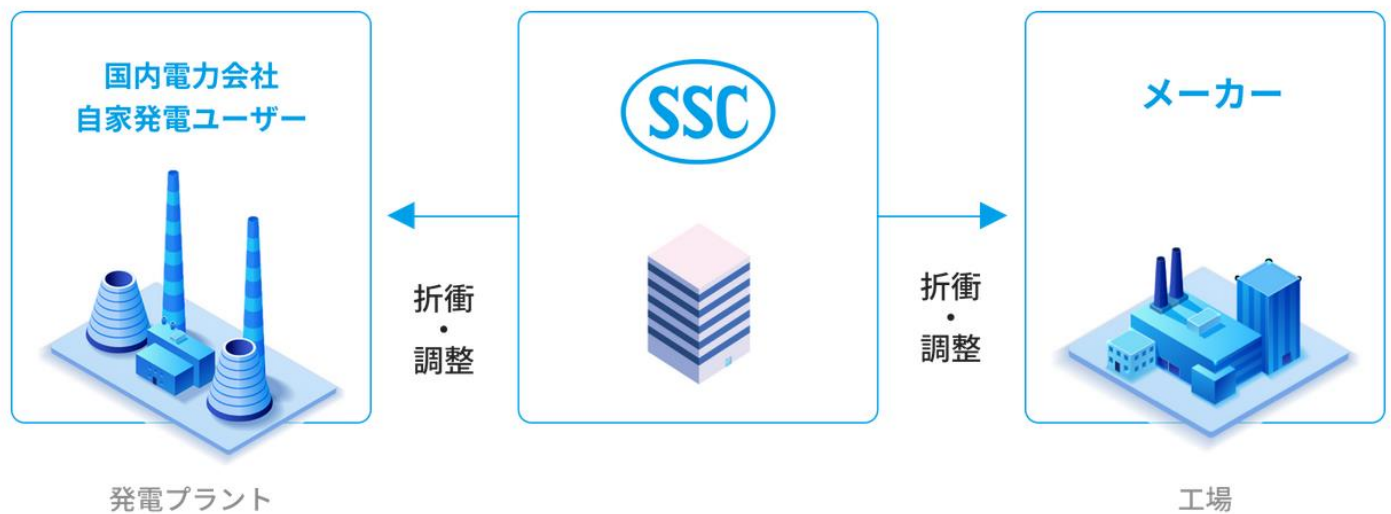 国内電力会社
自家発電ユーザー
発電プラント
折衝
・
調整
SSC
折衝
・
調整
メーカー
工場